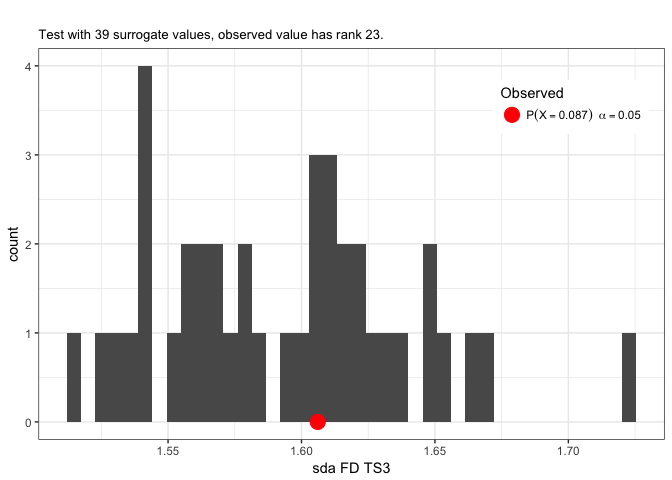 Test with 39 surrogate values, observed value has rank 23.
4
3
2
1
0
count
Observed
P(X = 0.087) α = 0.05
1.55 1.60 1.65 1.70
sda FD TS3